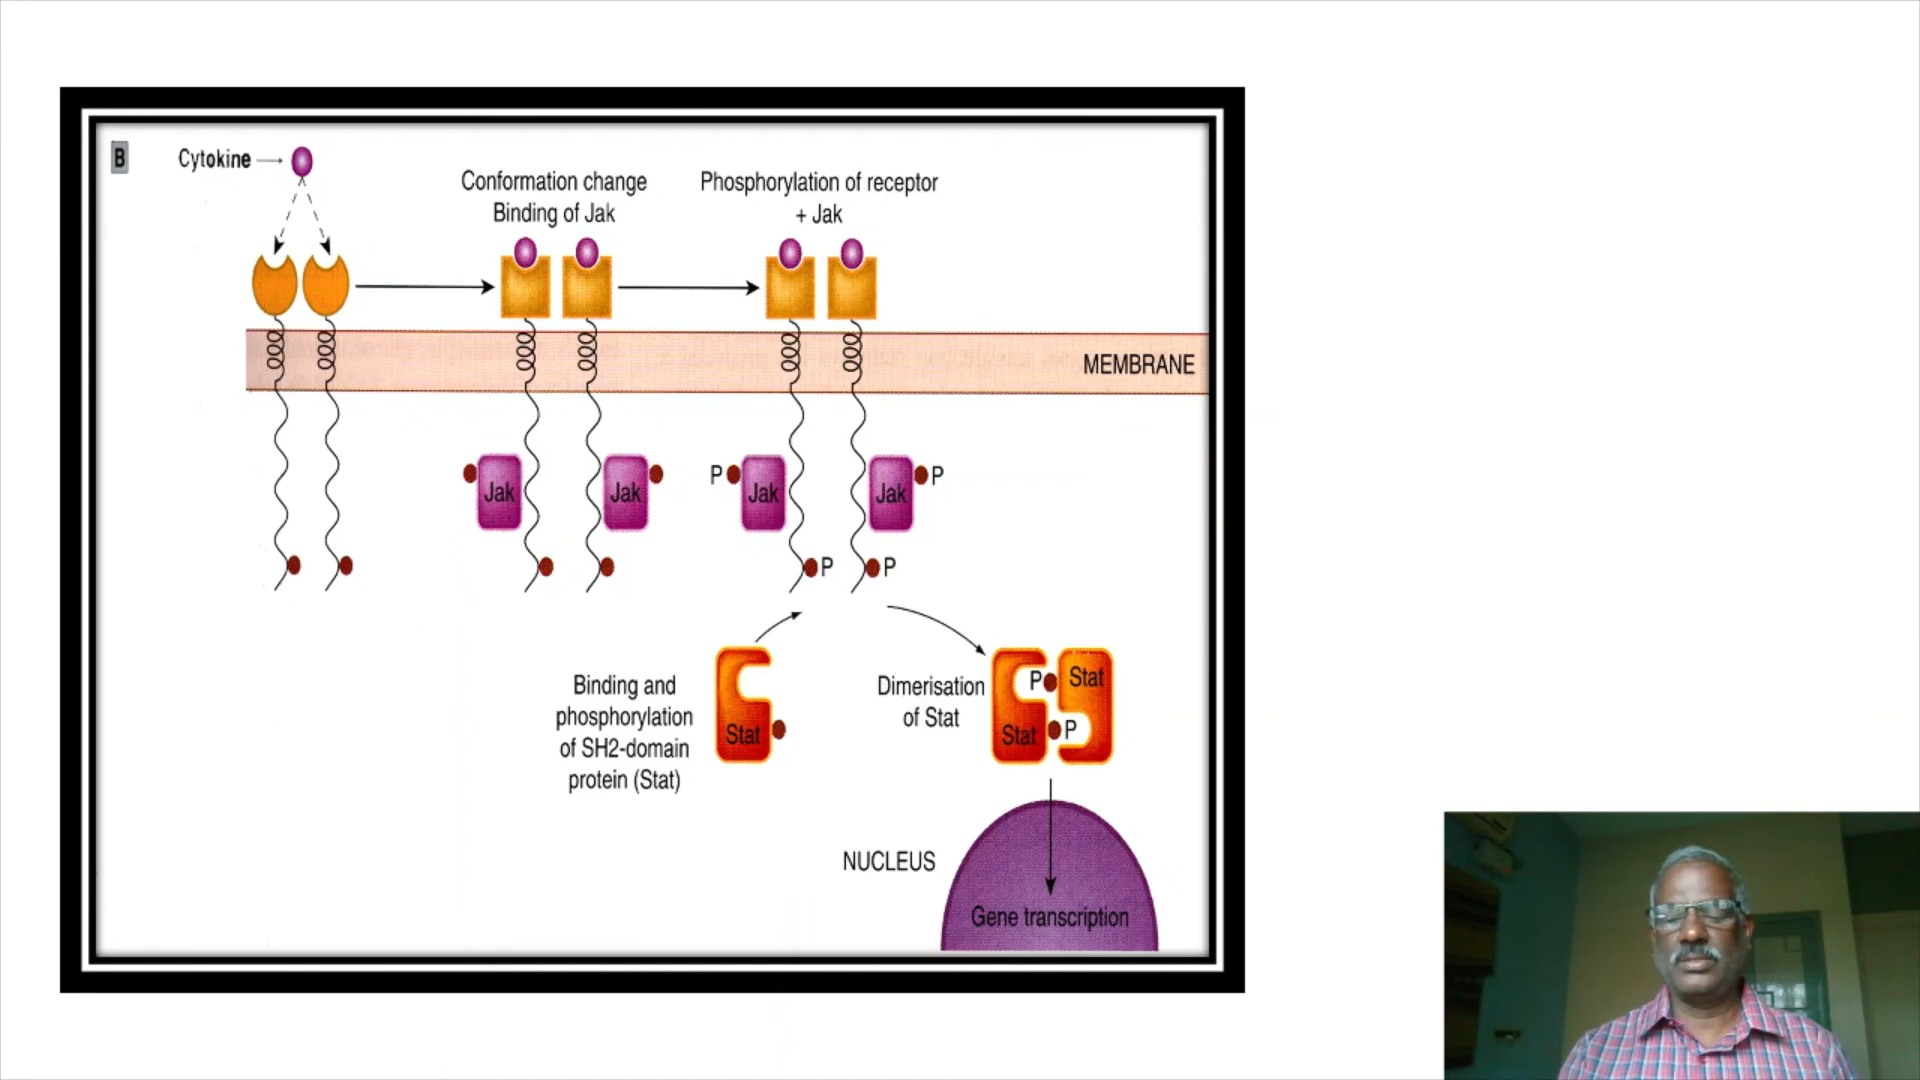 B
Cytokine
Conformation change
Binding of Jak
Phosphorylation of receptor
+ Jak
MEMBRANE
Jak
Jak
P
Jak
Jak
P
P
P
Binding and
phosphorylation
of SH2-domain
protein (Stat)
Stat
Dimerisation
of Stat
P
Stat
Stat
P
NUCLEUS
Gene transcription